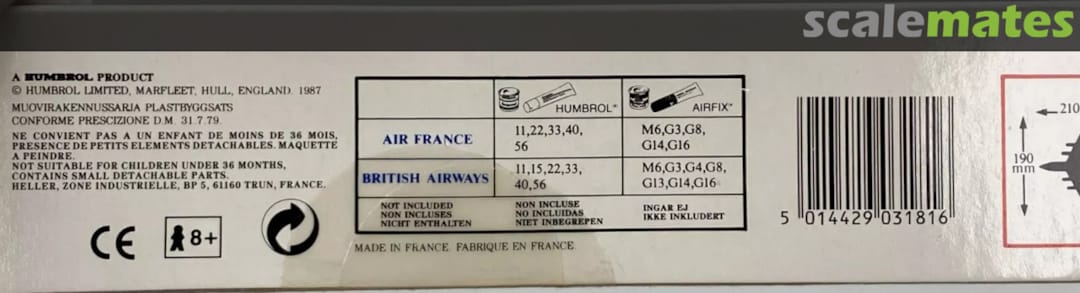 scalemates
A HUMBROL PRODUCT
© HUMBROL LIMITED, MARFLEET, HULL, ENGLAND. 1987
MUOVIRAKENNUSSARJA PLASTBYGGSATS
CONFORME PRESCIZIONE D.M. 31.7.79.
NE CONVIENT PAS A UN ENFANT DE MOINS DE 36 MOIS,
PRESENCE DE PETITS ELEMENTS DETACHABLES. MAQUETTE
A PEINDRE.
NOT SUITABLE FOR CHILDREN UNDER 36 MONTHS,
CONTAINS SMALL DETACHABLE PARTS.
HELLER, ZONE INDUSTRIELLE, BP 5, 61160 TRUN, FRANCE.
CE
8+
HUMBROL®
AIRFIX™
AIR FRANCE
11,22,33,40,
56
M6,G3,G8,
G14,G16
BRITISH AIRWAYS
11,15,22,33,
40,56
M6,G3,G4,G8,
G13,G14,G16
NOT INCLUDED
NON INCLUSES
NICHT ENTHALTEN
NON INCLUSE
NO INCLUIDAS
NIET INBEGREPEN
INGAR EJ
IKKE INKLUDERT
MADE IN FRANCE. FABRIQUE EN FRANCE.
5 014429 031816
210
190
mm